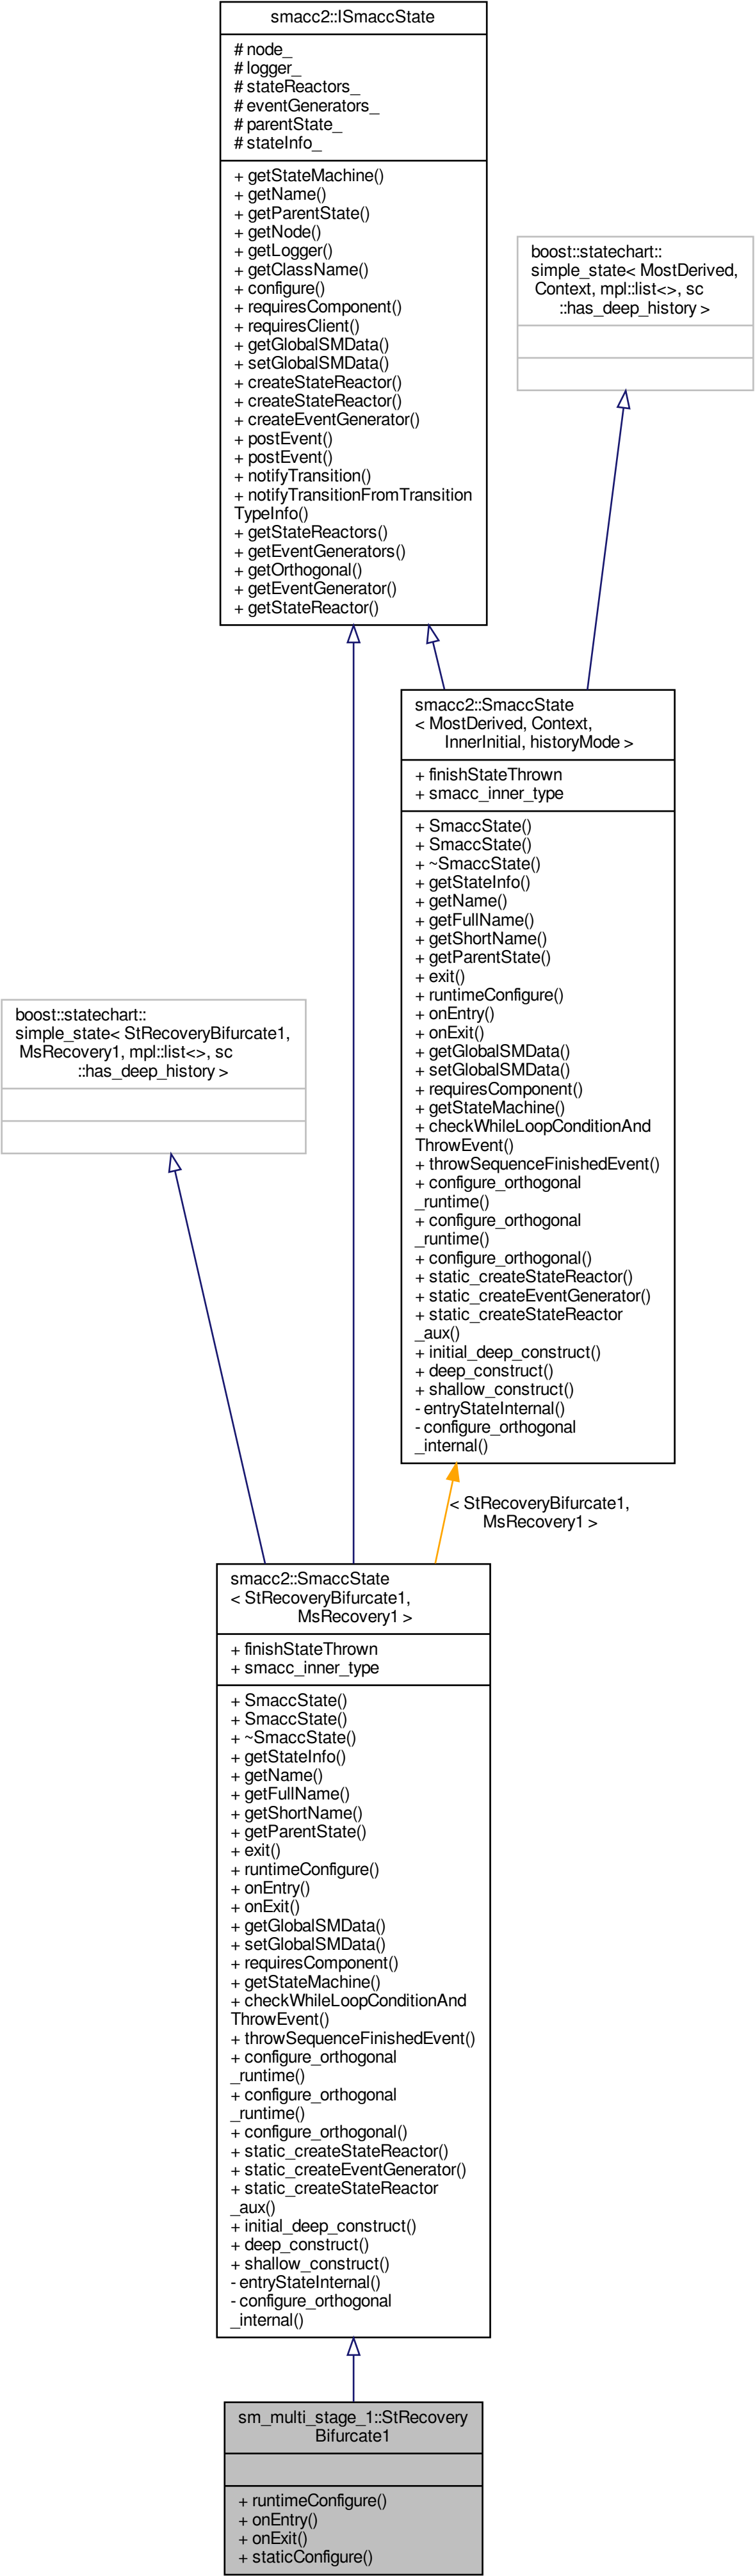 smacc2::ISmaccState
# node_
# logger_
# stateReactors_
# eventGenerators_
# parentState_
# stateInfo_
+ getStateMachine()
+ getName()
+ getParentState()
+ getNode()
+ getLogger()
+ getClassName()
+ configure()
+ requiresComponent()
+ requiresClient()
+ getGlobalSMData()
+ setGlobalSMData()
+ createStateReactor()
+ createStateReactor()
+ createEventGenerator()
+ postEvent()
+ postEvent()
+ notifyTransition()
+ notifyTransitionFromTransition
TypeInfo()
+ getStateReactors()
+ getEventGenerators()
+ getOrthogonal()
+ getEventGenerator()
+ getStateReactor()
boost::statechart::
simple_state< MostDerived,
Context, mpl::list<>, sc
::has_deep_history >
smacc2::SmaccState
< MostDerived, Context,
InnerInitial, historyMode >
+ finishStateThrown
+ smacc_inner_type
+ SmaccState()
+ SmaccState()
+ ~SmaccState()
+ getStateInfo()
+ getName()
+ getFullName()
+ getShortName()
+ getParentState()
+ exit()
+ runtimeConfigure()
+ onEntry()
+ onExit()
+ getGlobalSMData()
+ setGlobalSMData()
+ requiresComponent()
+ getStateMachine()
+ checkWhileLoopConditionAnd
ThrowEvent()
+ throwSequenceFinishedEvent()
+ configure_orthogonal
_runtime()
+ configure_orthogonal
_runtime()
+ configure_orthogonal()
+ static_createStateReactor()
+ static_createEventGenerator()
+ static_createStateReactor
_aux()
+ initial_deep_construct()
+ deep_construct()
+ shallow_construct()
- entryStateInternal()
- configure_orthogonal
_internal()
boost::statechart::
simple_state< StRecoveryBifurcate1,
MsRecovery1, mpl::list<>, sc
::has_deep_history >
< StRecoveryBifurcate1,
MsRecovery1 >
smacc2::SmaccState
< StRecoveryBifurcate1,
MsRecovery1 >
+ finishStateThrown
+ smacc_inner_type
+ SmaccState()
+ SmaccState()
+ ~SmaccState()
+ getStateInfo()
+ getName()
+ getFullName()
+ getShortName()
+ getParentState()
+ exit()
+ runtimeConfigure()
+ onEntry()
+ onExit()
+ getGlobalSMData()
+ setGlobalSMData()
+ requiresComponent()
+ getStateMachine()
+ checkWhileLoopConditionAnd
ThrowEvent()
+ throwSequenceFinishedEvent()
+ configure_orthogonal
_runtime()
+ configure_orthogonal
_runtime()
+ configure_orthogonal()
+ static_createStateReactor()
+ static_createEventGenerator()
+ static_createStateReactor
_aux()
+ initial_deep_construct()
+ deep_construct()
+ shallow_construct()
- entryStateInternal()
- configure_orthogonal
_internal()
sm_multi_stage_1::StRecovery
Bifurcate1
+ runtimeConfigure()
+ onEntry()
+ onExit()
+ staticConfigure()